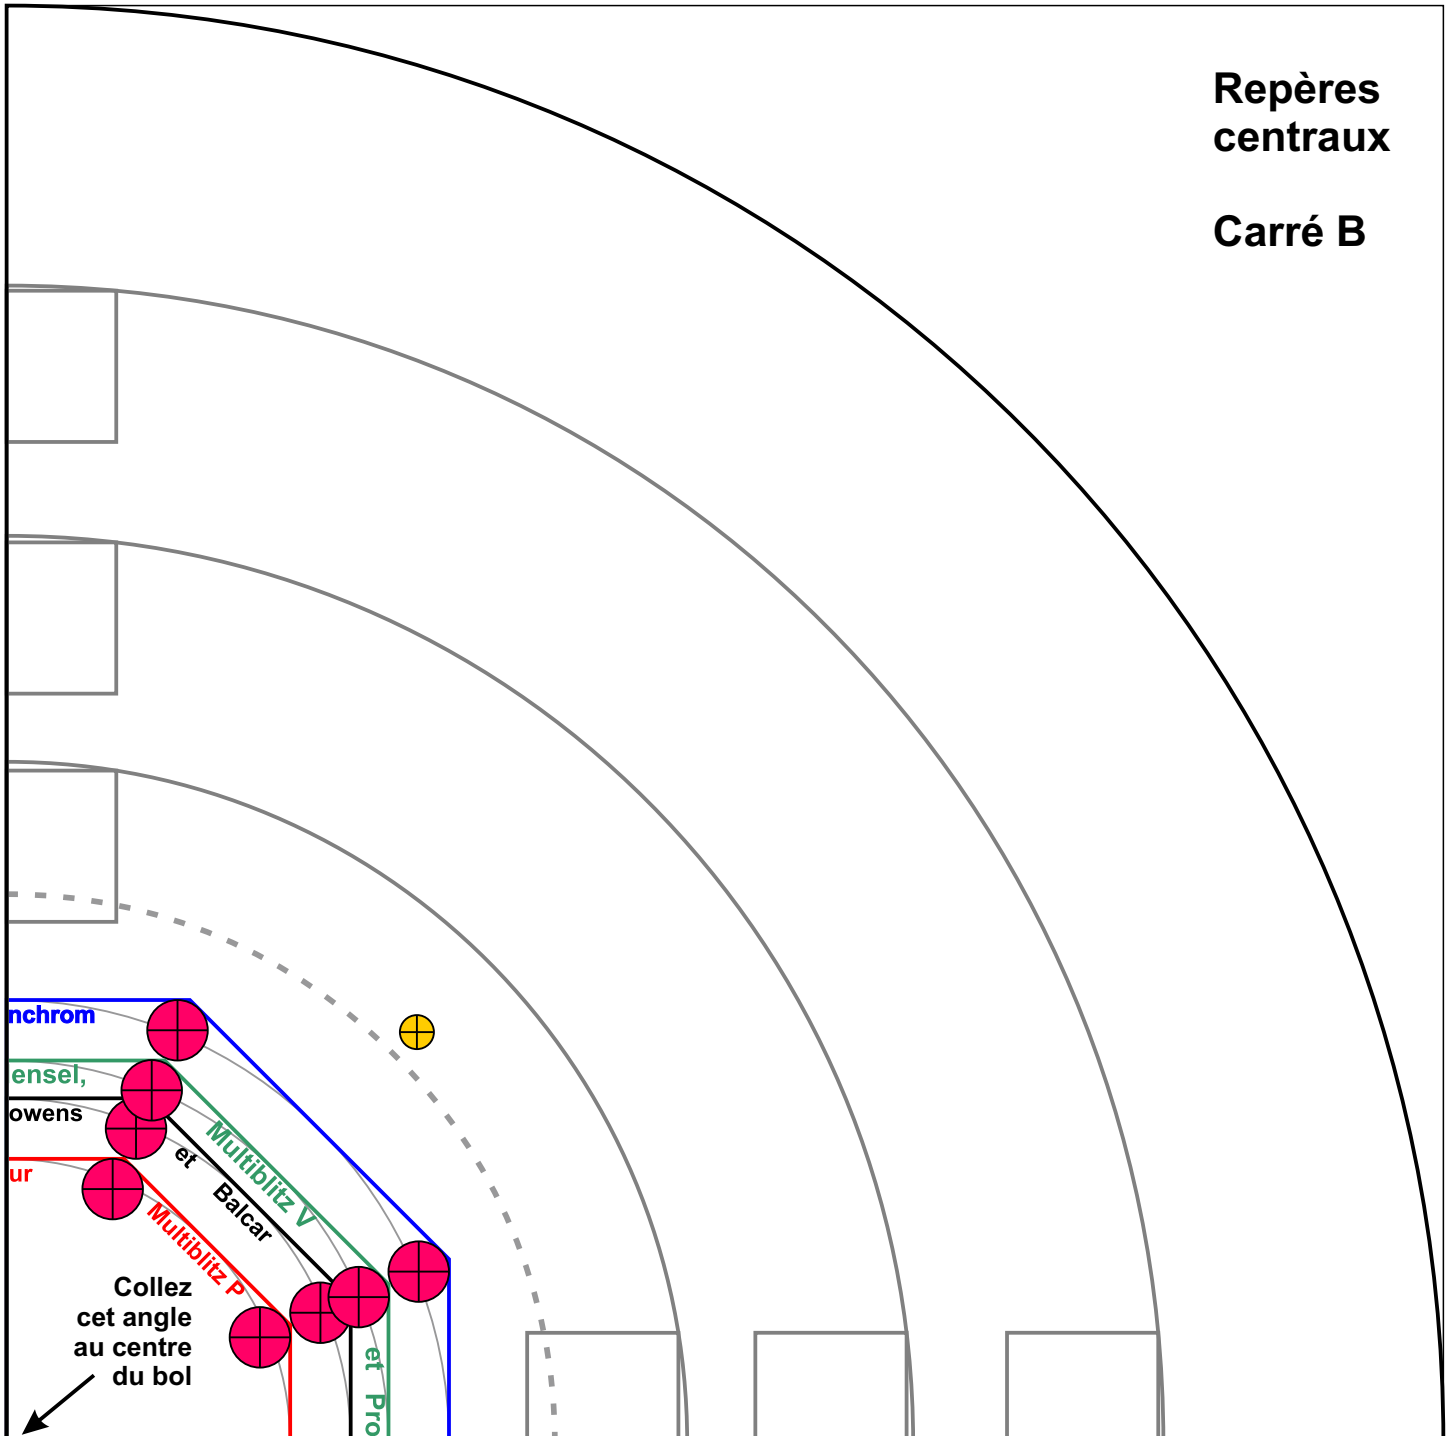 Repères
centraux
Carré B
nchrom
ensel,
owens
ur
et Balcar
Multiblitz V
Multiblitz P
et Pro
Collez
cet angle
au centre
du bol